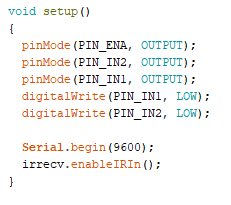 void setup()
{
  pinMode(PIN_ENA, OUTPUT);
  pinMode(PIN_IN2, OUTPUT);
  pinMode(PIN_IN1, OUTPUT);
  digitalWrite(PIN_IN1, LOW);
  digitalWrite(PIN_IN2, LOW);

  Serial.begin(9600);
  irrecv.enableIRIn();
}